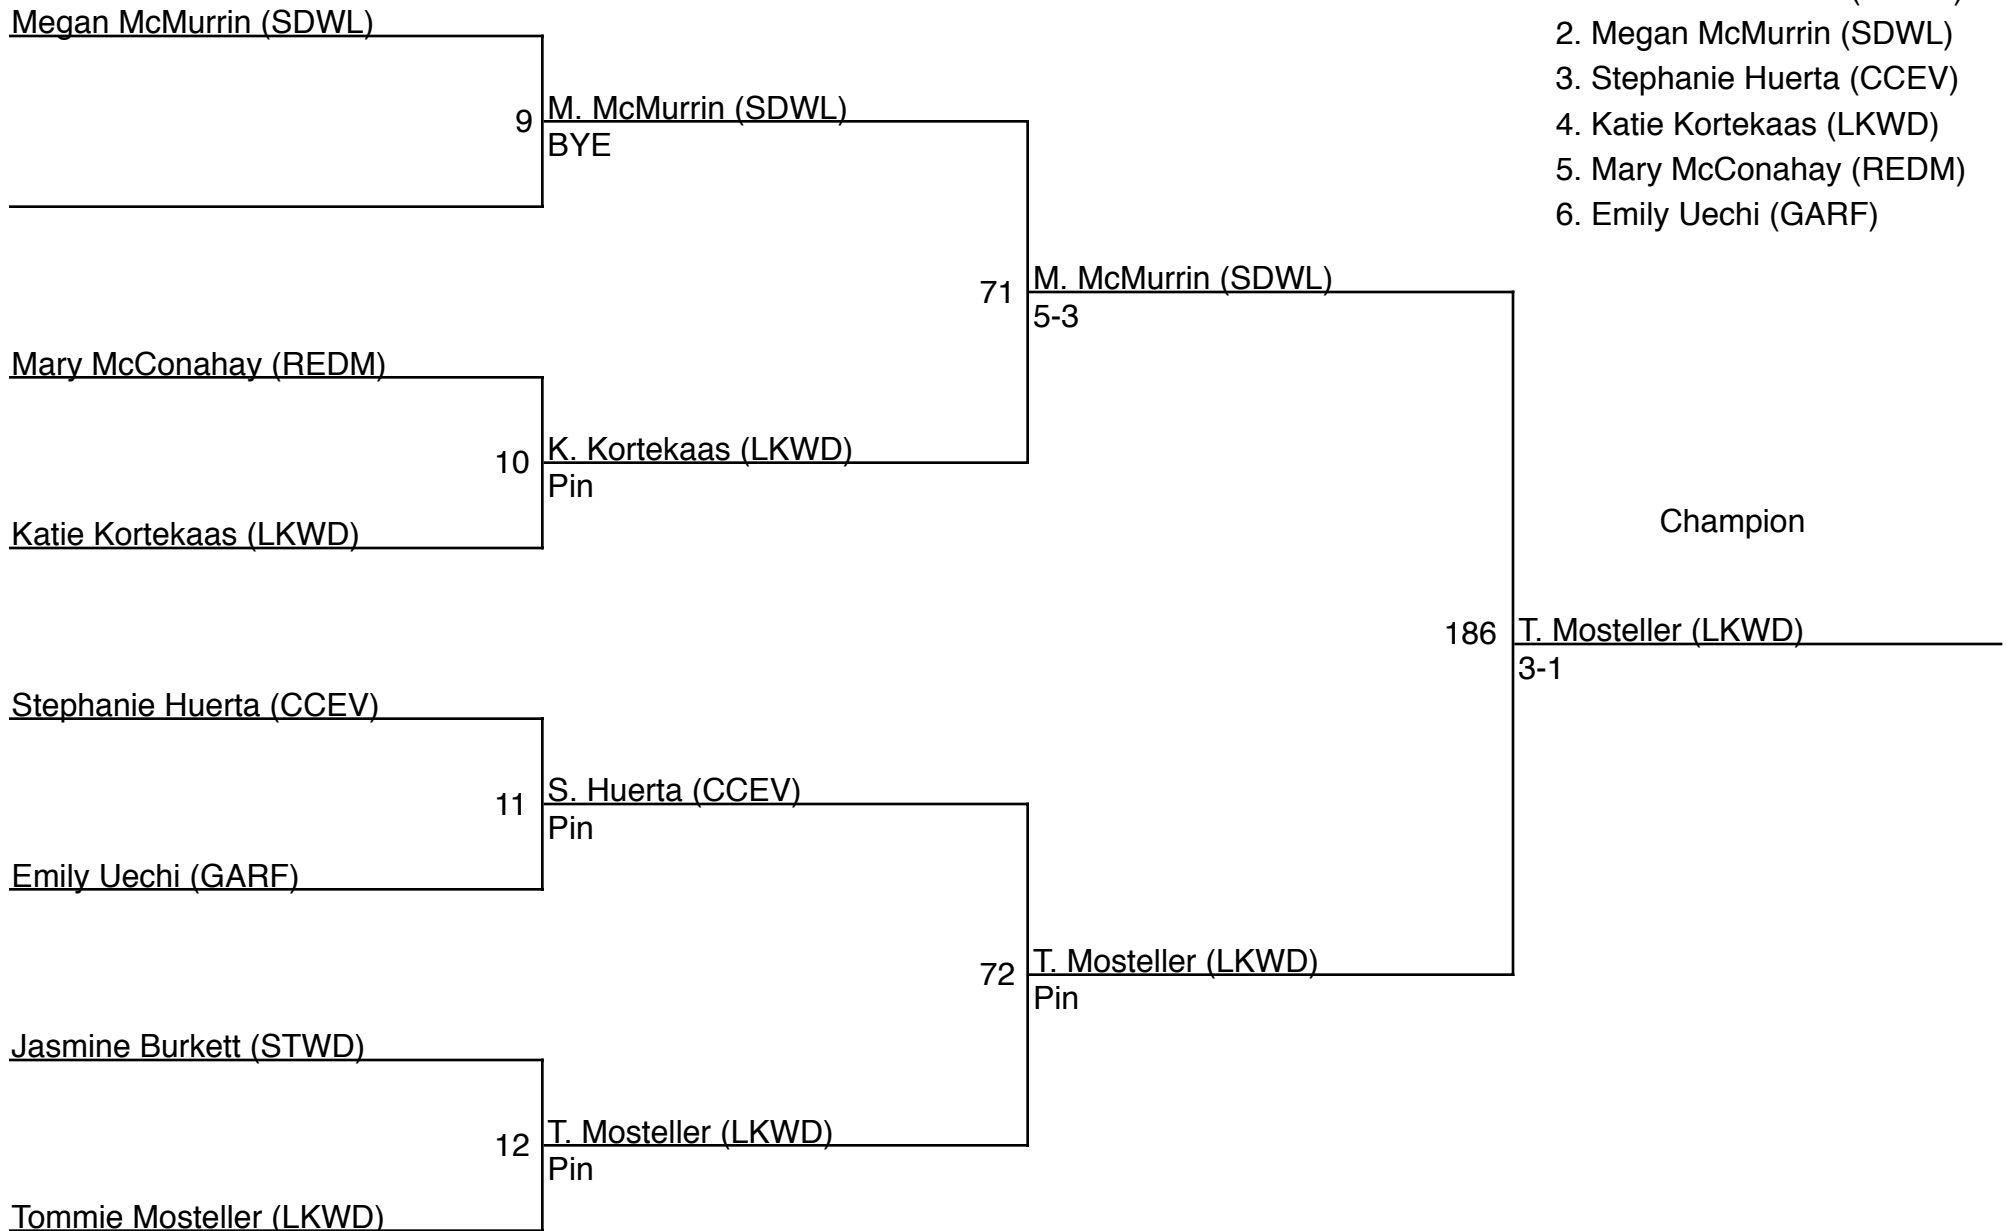 Megan McMurrin (SDWL)
2. Megan McMurrin (SDWL)
3. Stephanie Huerta (CCEV)
4. Katie Kortekaas (LKWD)
5. Mary McConahay (REDM)
6. Emily Uechi (GARF)
9
M. McMurrin (SDWL)
BYE
71
M. McMurrin (SDWL)
5-3
Mary McConahay (REDM)
10
K. Kortekaas (LKWD)
Pin
Katie Kortekaas (LKWD)
Champion
186
T. Mosteller (LKWD)
3-1
Stephanie Huerta (CCEV)
11
S. Huerta (CCEV)
Pin
Emily Uechi (GARF)
72
T. Mosteller (LKWD)
Pin
Jasmine Burkett (STWD)
12
T. Mosteller (LKWD)
Pin
Tommie Mosteller (LKWD)